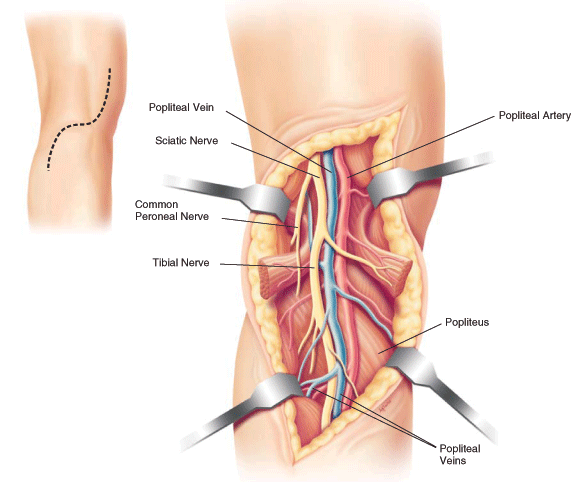 Popliteal Vein
Popliteal Artery
Sciatic Nerve
Common
Peroneal Nerve
Tibial Nerve
Popliteus
Popliteal
Veins